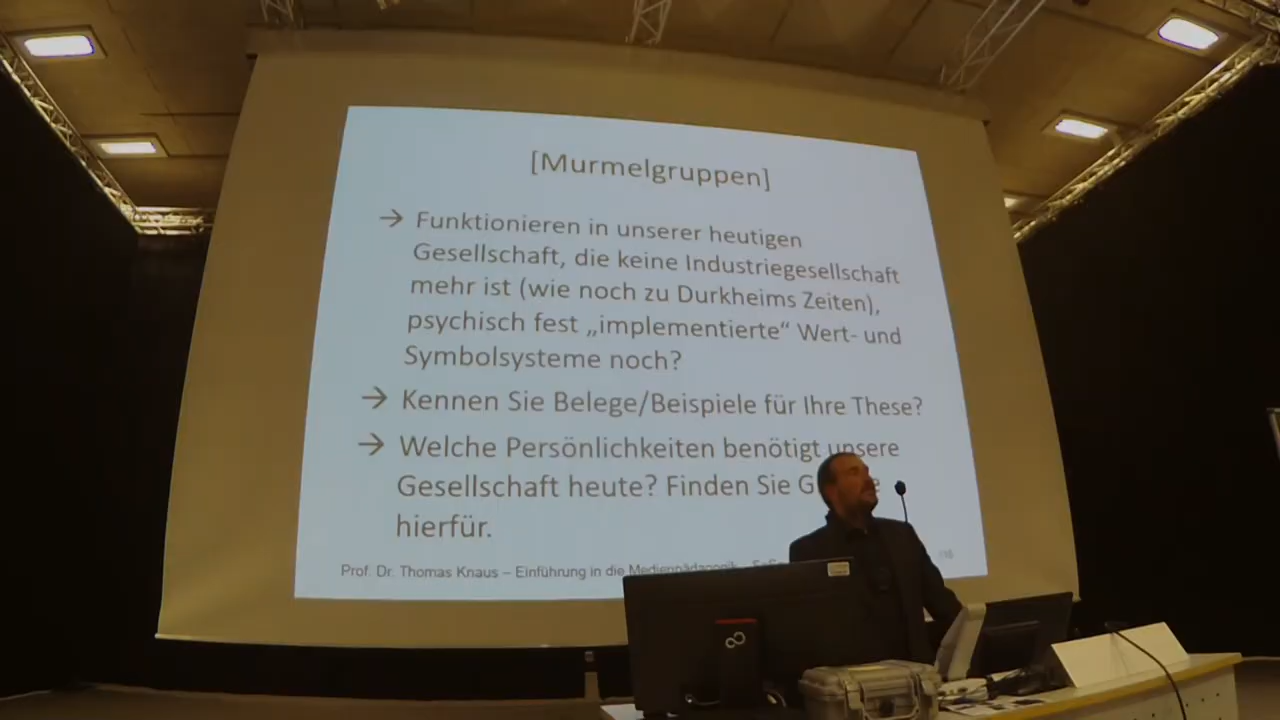 [Murmelgruppen]
→ Funktionieren in unserer heutigen
Gesellschaft, die keine Industriegesellschaft
mehr ist (wie noch zu Durkheims Zeiten),
psychisch fest „implementierte“ Wert- und
Symbolsysteme noch?
→ Kennen Sie Belege/Beispiele für Ihre These?
→ Welche Persönlichkeiten benötigt unsere
Gesellschaft heute? Finden Sie
hierfür.
Prof. Dr. Thomas Knaus – Einführung in die Medienpädagogik –